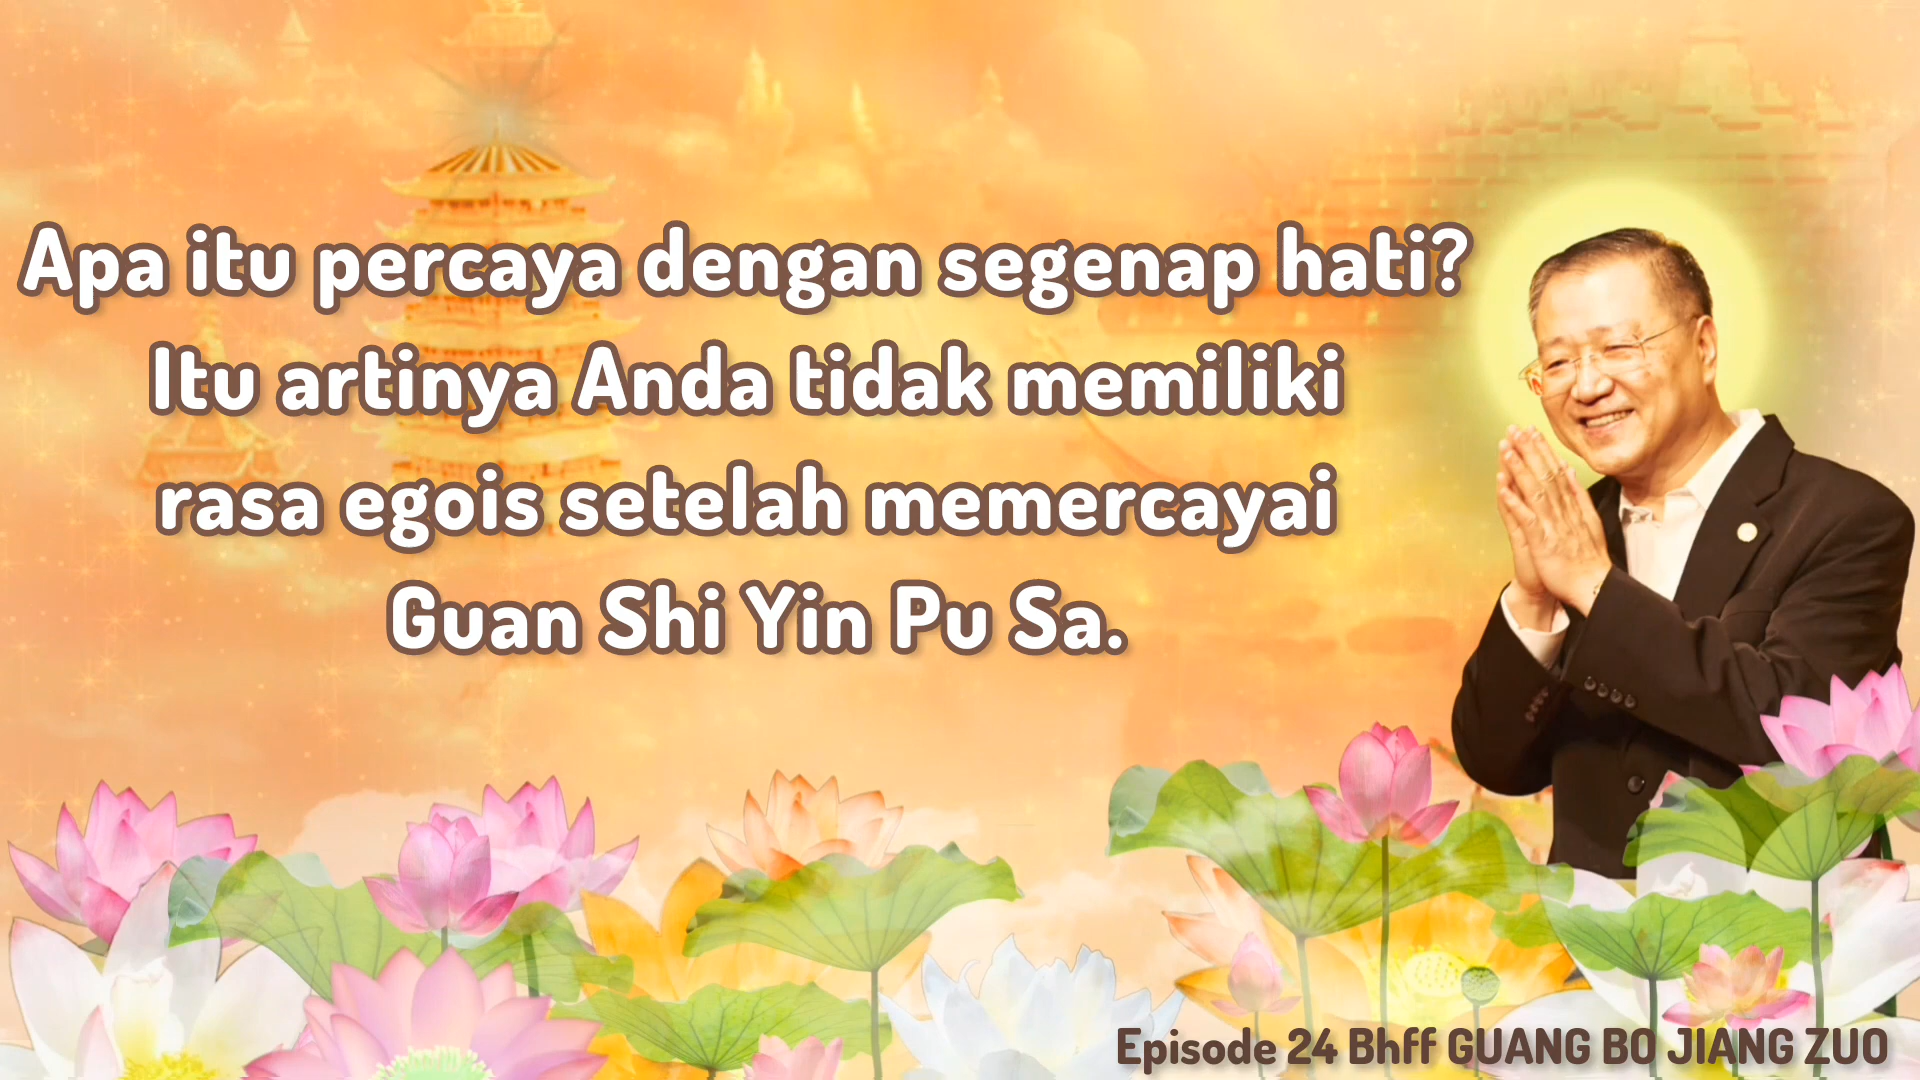 Apa itu percaya dengan segenap hati?
Itu artinya Anda tidak memiliki
rasa egois setelah memercayai
Guan Shi Yin Pu Sa.
Episode 24 Bhff GUANG BO JIANG ZUO